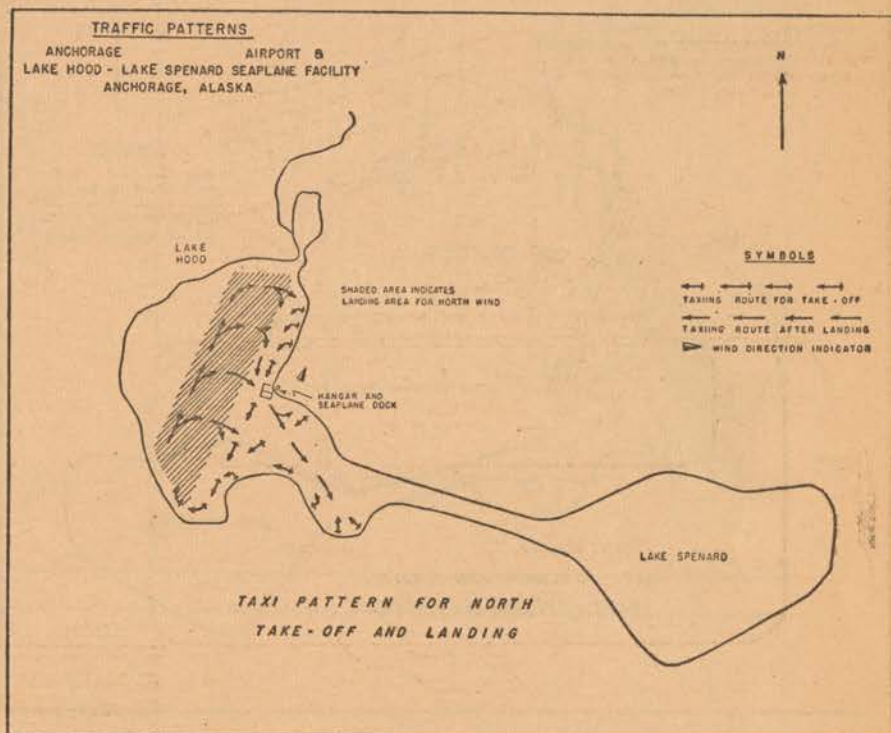 TRAFFIC PATTERNS
ANCHORAGE AIRPORT &
LAKE HOOD - LAKE SPENARD SEAPLANE FACILITY
ANCHORAGE, ALASKA
N
LAKE
HOOD
SHADED AREA INDICATES
LANDING AREA FOR NORTH WIND
SYMBOLS
TAXIING ROUTE FOR TAKE-OFF
TAXIING ROUTE AFTER LANDING
WIND DIRECTION INDICATOR
HANGAR AND
SEAPLANE DOCK
LAKE SPENARD
TAXI PATTERN FOR NORTH
TAKE-OFF AND LANDING